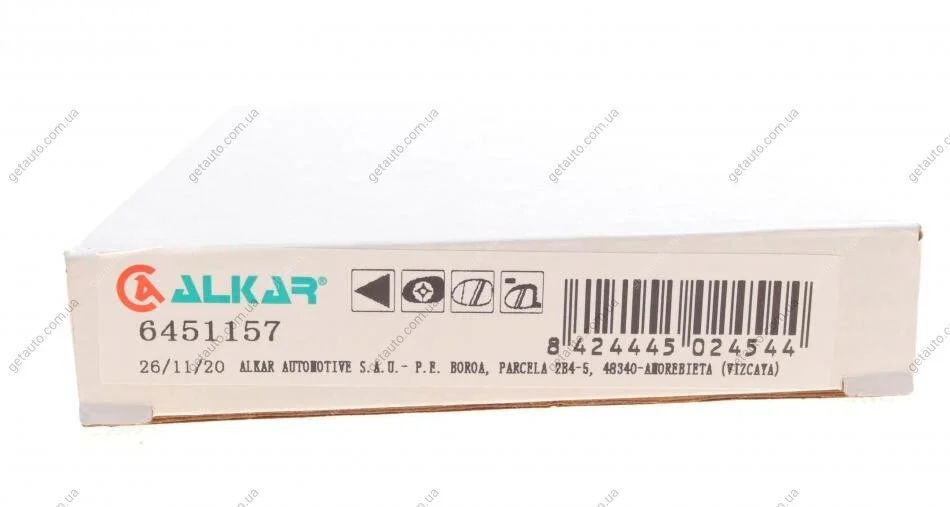 CA ALKAR®
6451157
8 424445 024544
26/11/20 ALKAR AUTOMOTIVE S.A.U.- P.E. BOROA, PARCELA 2B4-5, 48340-AMOREBIETA (VIZCAYA)
getauto.com.ua